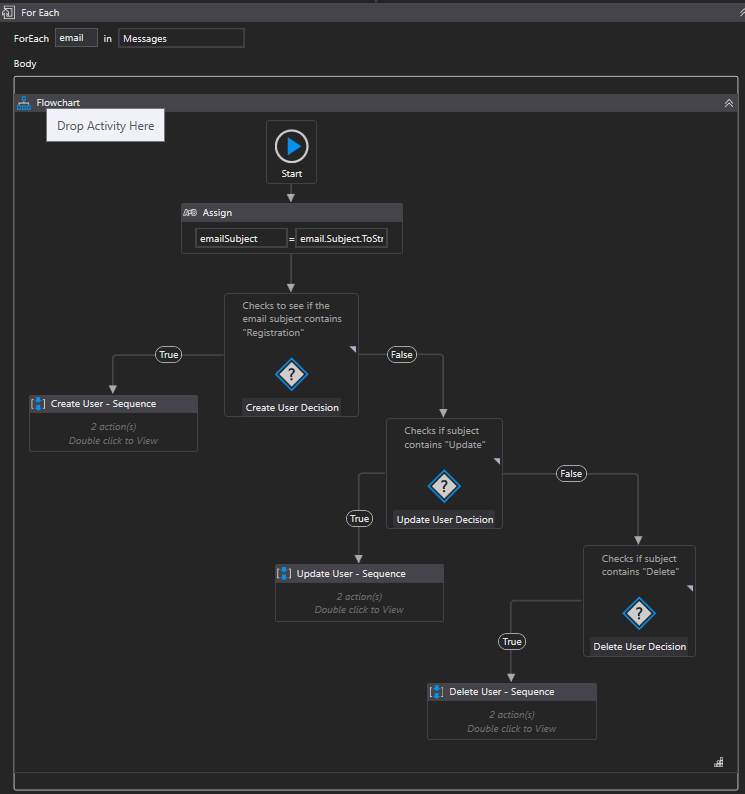 For Each
ForEach email in Messages
Body
Flowchart
Drop Activity Here
Start
A+B Assign
emailSubject = email.Subject.ToStr
Checks to see if the
email subject contains
"Registration"
True
False
?
Create User Decision
Create User - Sequence
2 action(s)
Double click to View
Checks if subject
contains "Update"
False
?
True
Update User Decision
Update User - Sequence
2 action(s)
Double click to View
Checks if subject
contains "Delete"
?
True
Delete User Decision
Delete User - Sequence
2 action(s)
Double click to View